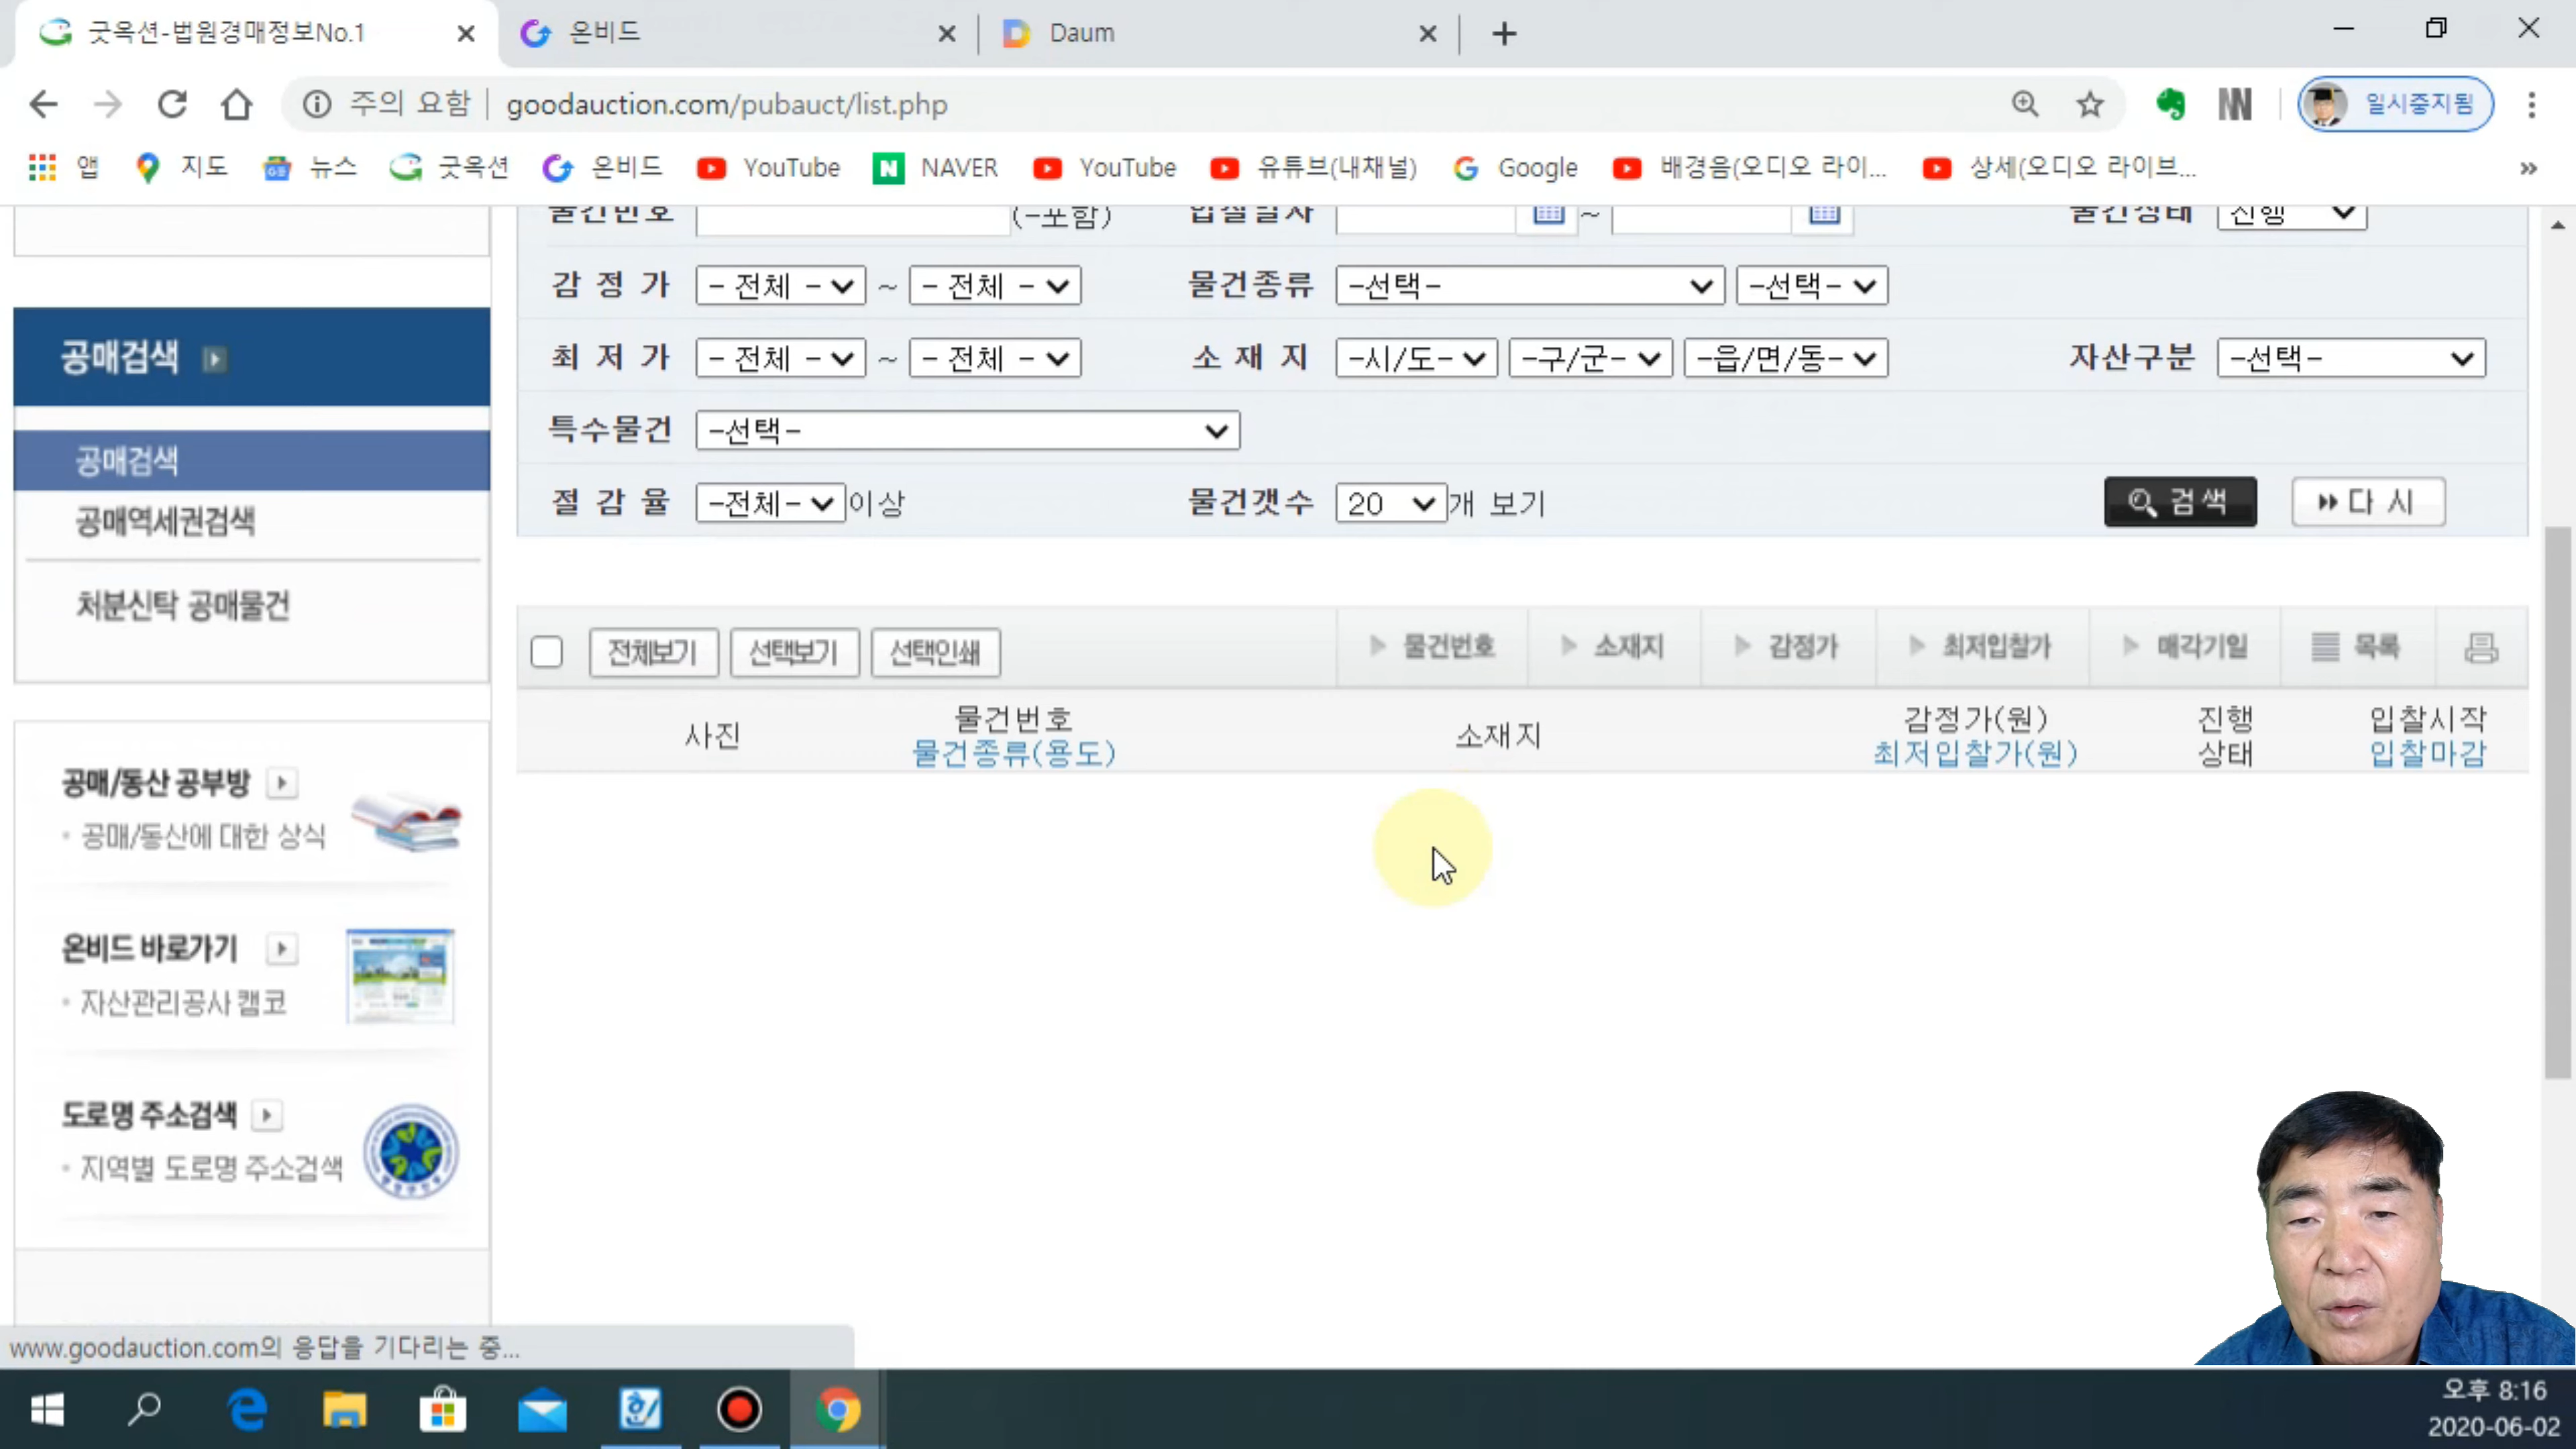 굿옥션-법원경매정보No.1
온비드
Daum
주의 요함
goodauction.com/pubauct/list.php
일시중지됨
앱 지도 뉴스 굿옥션 온비드 YouTube NAVER YouTube 유튜브(내채널) Google 배경음(오디오 라이... 상세(오디오 라이브...
물건번호 (-포함) 입찰일자 ~ 물건상태 진행
감 정 가 - 전체 - ~ - 전체 - 물건종류 -선택- -선택-
최 저 가 - 전체 - ~ - 전체 - 소 재 지 -시/도- -구/군- -읍/면/동- 자산구분 -선택-
특수물건 -선택-
절 감 율 -전체- 이상 물건갯수 20 개 보기 검색 다 시
공매검색
공매검색
공매역세권검색
처분신탁 공매물건
전체보기 선택보기 선택인쇄 물건번호 소재지 감정가 최저입찰가 매각기일 목록
사진 물건번호 소재지 감정가(원) 진행 입찰시작
물건종류(용도) 최저입찰가(원) 상태 입찰마감
공매/동산 공부방
공매/동산에 대한 상식
온비드 바로가기
자산관리공사 캠코
도로명 주소검색
지역별 도로명 주소검색
www.goodauction.com의 응답을 기다리는 중...
오후 8:16
2020-06-02